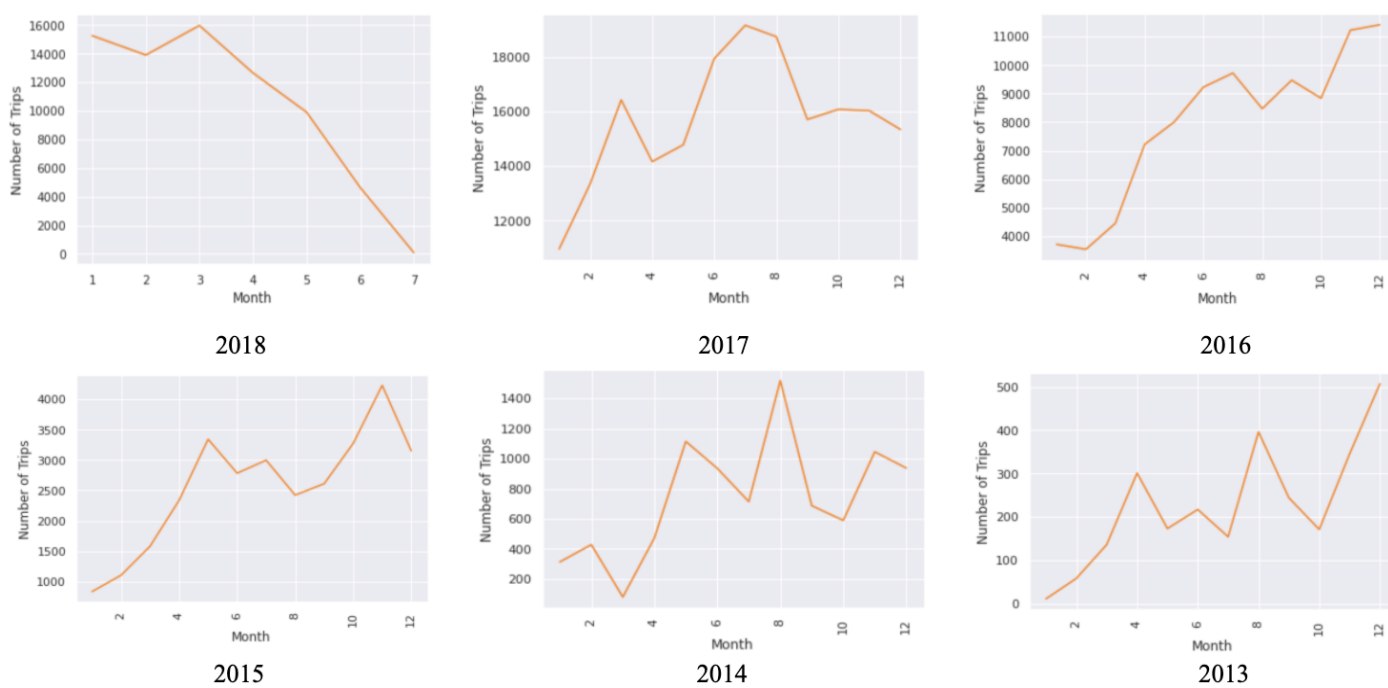 Number of Trips
16000
14000
12000
10000
8000
6000
4000
2000
0
1 2 3 4 5 6 7
Month
2018
Number of Trips
18000
16000
14000
12000
2 4 6 8 10 12
Month
2017
Number of Trips
11000
10000
9000
8000
7000
6000
5000
4000
2 4 6 8 10 12
Month
2016
Number of Trips
4000
3500
3000
2500
2000
1500
1000
2 4 6 8 10 12
Month
2015
Number of Trips
1400
1200
1000
800
600
400
200
2 4 6 8 10 12
Month
2014
Number of Trips
500
400
300
200
100
0
2 4 6 8 10 12
Month
2013